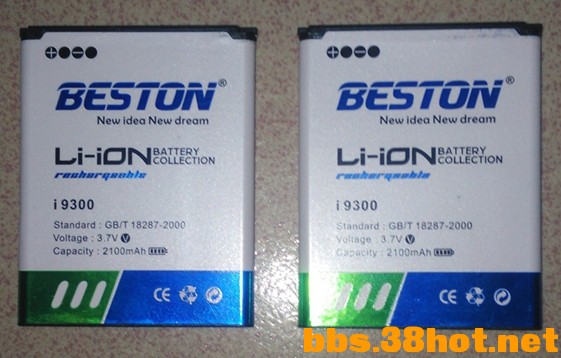 BESTON®
New idea New dream
Li-iON BATTERY COLLECTION
rechargeable
i9300
Standard : GB/T 18287-2000
Voltage : 3.7V
Capacity : 2100mAh
CE
BESTON®
New idea New dream
Li-iON BATTERY COLLECTION
rechargeable
i9300
Standard : GB/T 18287-2000
Voltage : 3.7V
Capacity : 2100mAh
CE
bbs.38hot.net